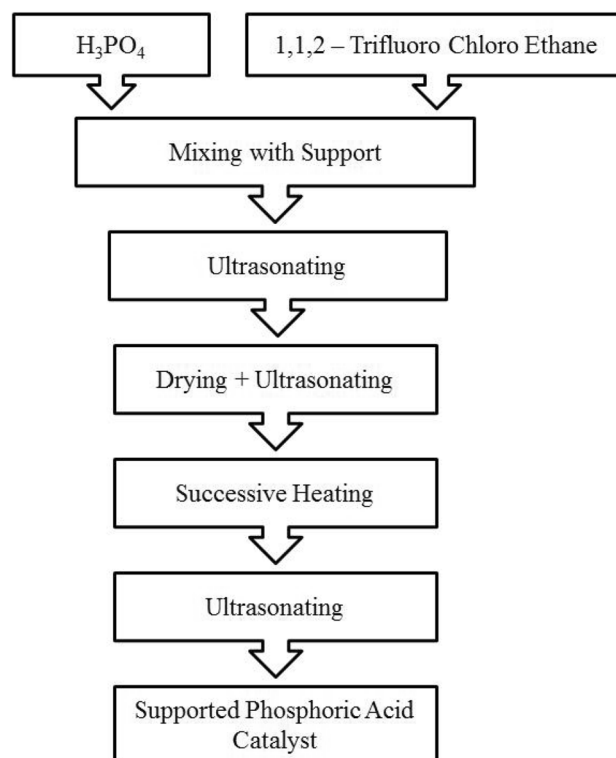 H₃PO₄
1,1,2 – Trifluoro Chloro Ethane
Mixing with Support
Ultrasonating
Drying + Ultrasonating
Successive Heating
Ultrasonating
Supported Phosphoric Acid
Catalyst